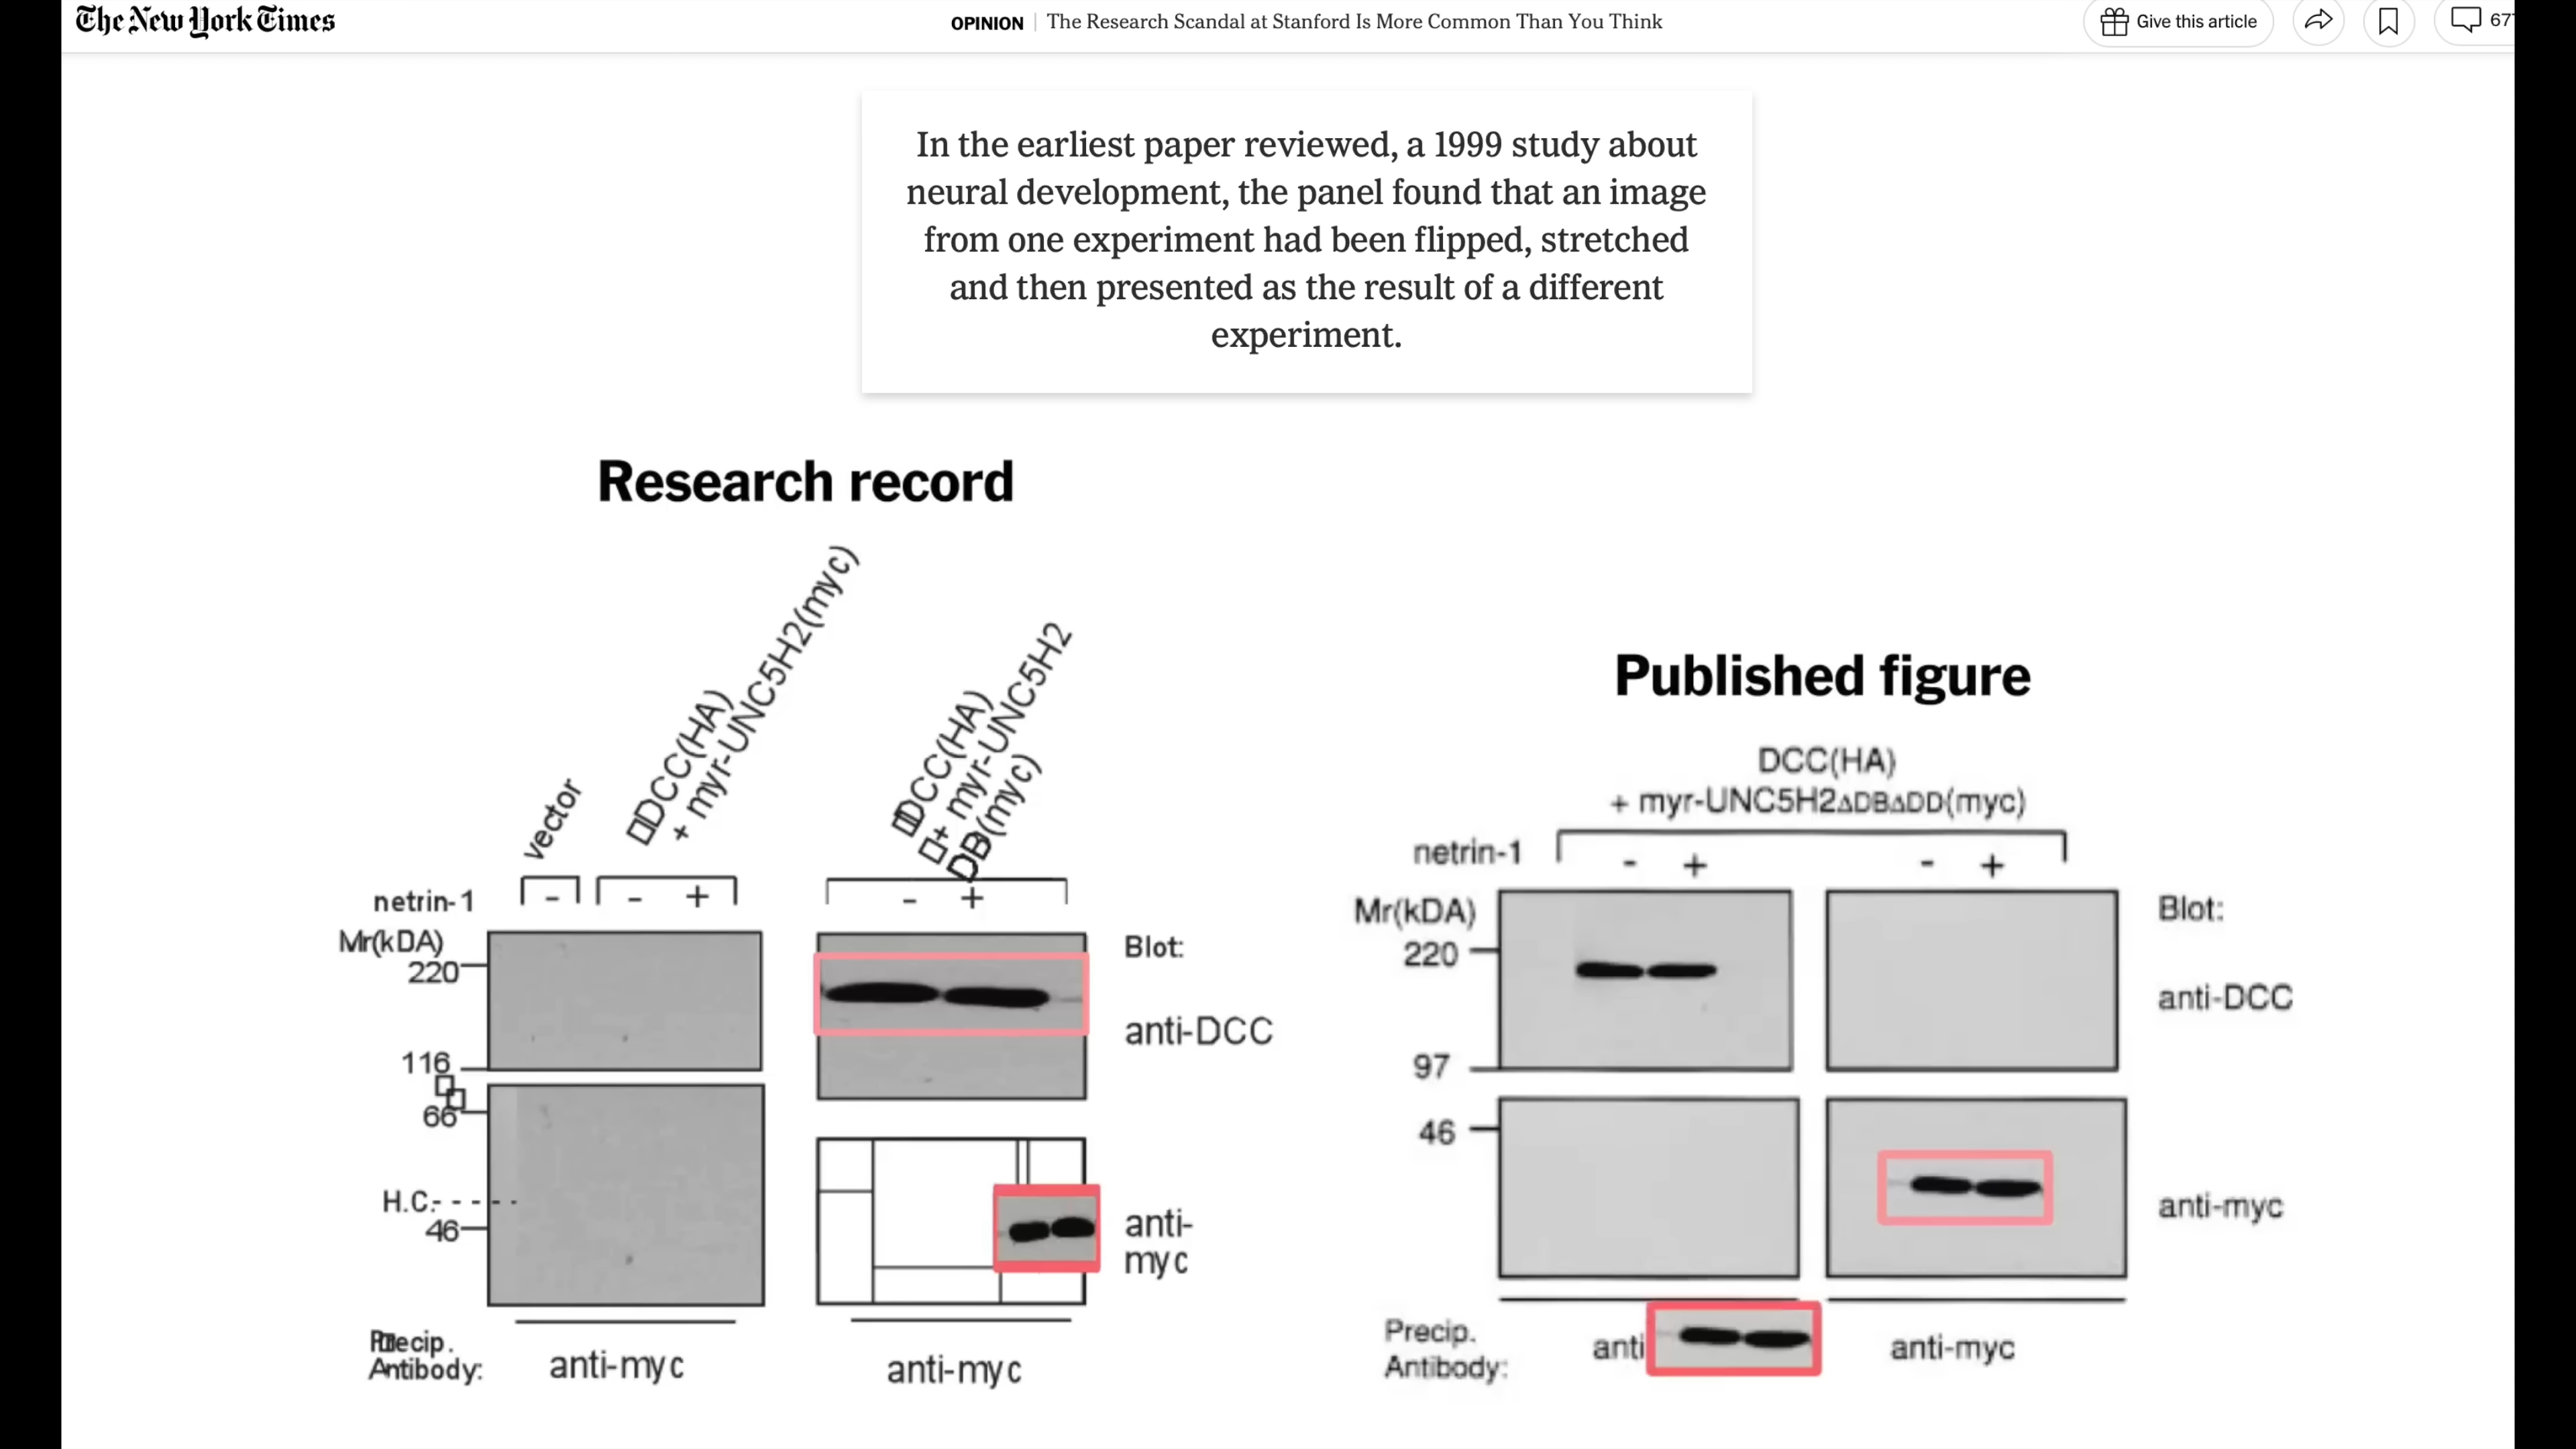 The New York Times
OPINION | The Research Scandal at Stanford Is More Common Than You Think
Give this article
67
In the earliest paper reviewed, a 1999 study about
neural development, the panel found that an image
from one experiment had been flipped, stretched
and then presented as the result of a different
experiment.
Research record
vector
DCC(HA)
+ myr-UNC5H2(myc)
DCC(HA)
+ myr-UNC5H2
DB(myc)
netrin-1 - - + - +
Mr(kDA)
220
116
66
H.C.
46
Blot:
anti-DCC
anti-
myc
Precip.
Antibody:
anti-myc
anti-myc
Published figure
DCC(HA)
+ myr-UNC5H2ΔDBΔDD(myc)
netrin-1 - + - +
Mr(kDA)
220
97
46
Blot:
anti-DCC
anti-myc
Precip.
Antibody:
anti
anti-myc